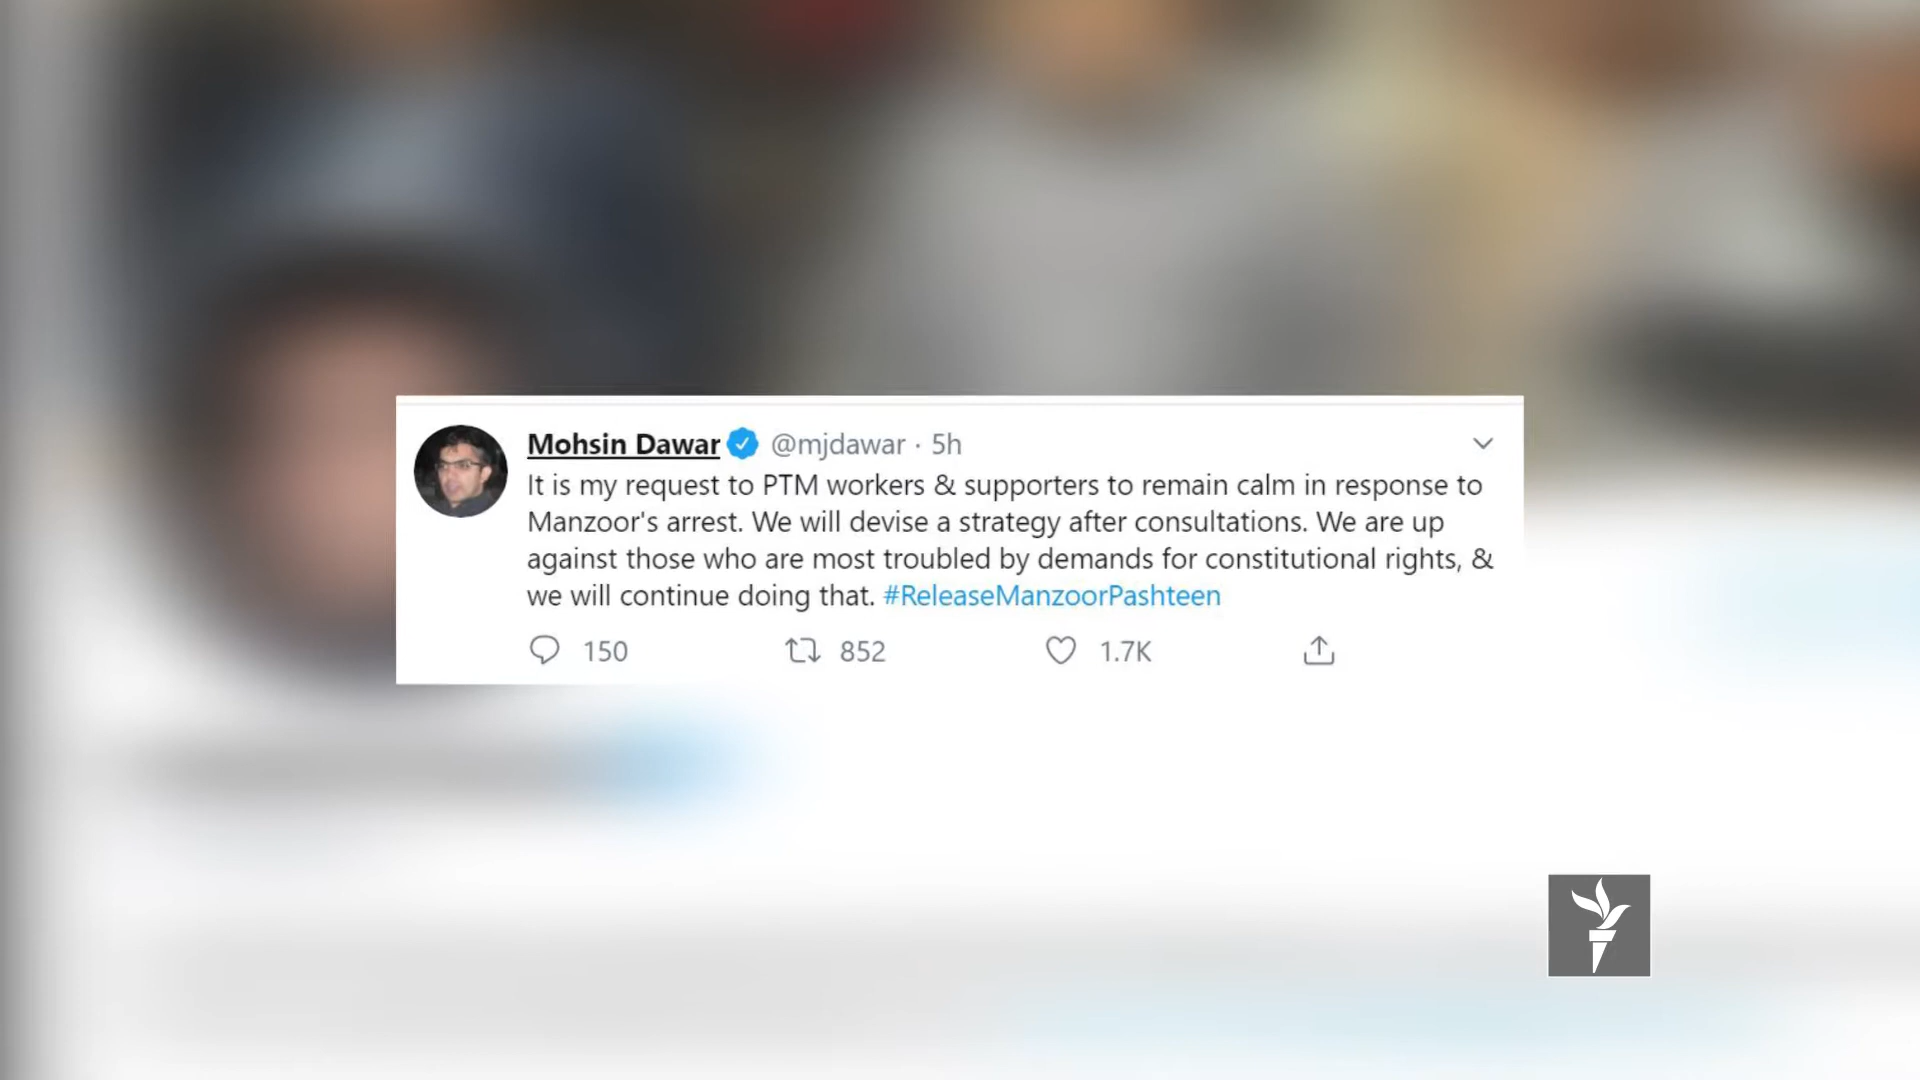 Mohsin Dawar @mjdawar · 5h
It is my request to PTM workers & supporters to remain calm in response to
Manzoor's arrest. We will devise a strategy after consultations. We are up
against those who are most troubled by demands for constitutional rights, &
we will continue doing that. #ReleaseManzoorPashteen
150 852 1.7K